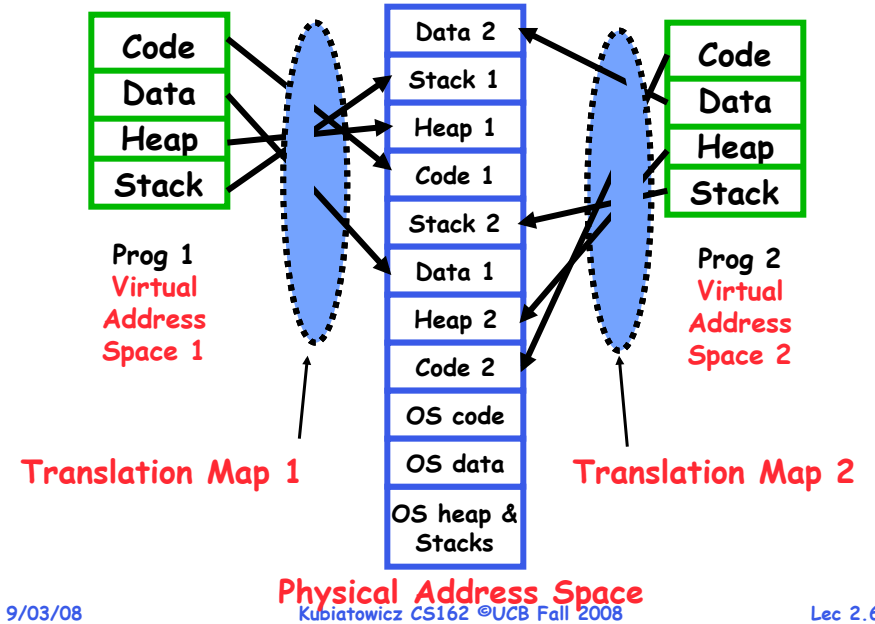 Code
Data
Heap
Stack
Prog 1
Virtual
Address
Space 1
Translation Map 1
Data 2
Stack 1
Heap 1
Code 1
Stack 2
Data 1
Heap 2
Code 2
OS code
OS data
OS heap &
Stacks
Code
Data
Heap
Stack
Prog 2
Virtual
Address
Space 2
Translation Map 2
Physical Address Space
9/03/08
Kubiatowicz CS162 ©UCB Fall 2008
Lec 2.6